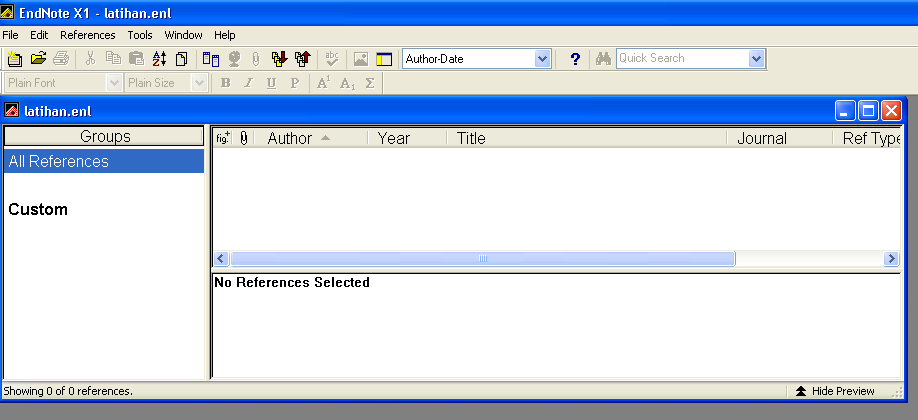 EndNote X1 - latihan.enl
File Edit References Tools Window Help
Author-Date ? abc Quick Search
Plain Font Plain Size B I U P A¹ A₁ Σ
latihan.enl
Groups
All References
Custom
fig. Author Year Title Journal Ref Type
No References Selected
Showing 0 of 0 references. Hide Preview